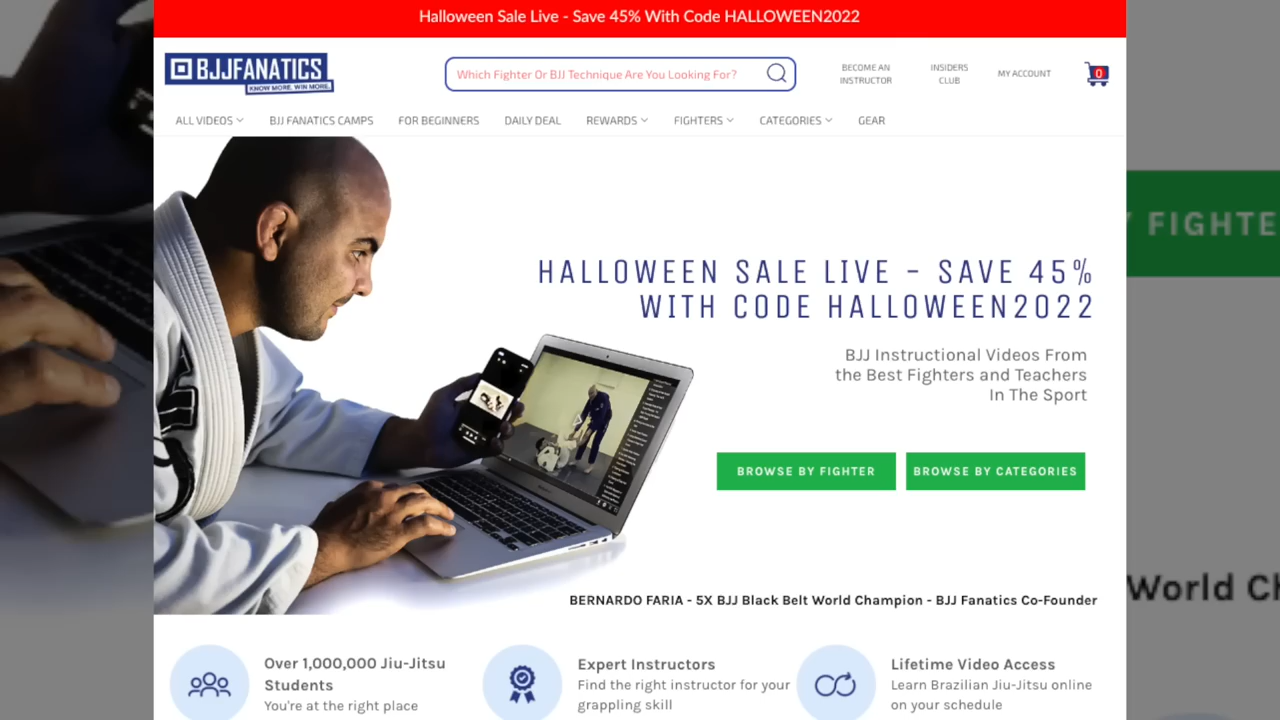 Halloween Sale Live - Save 45% With Code HALLOWEEN2022
BJJFANATICS
KNOW MORE. WIN MORE.
Which Fighter Or BJJ Technique Are You Looking For?
BECOME AN
INSTRUCTOR
INSIDERS
CLUB
MY ACCOUNT
0
ALL VIDEOS
BJJ FANATICS CAMPS
FOR BEGINNERS
DAILY DEAL
REWARDS
FIGHTERS
CATEGORIES
GEAR
HALLOWEEN SALE LIVE - SAVE 45%
WITH CODE HALLOWEEN2022
BJJ Instructional Videos From
the Best Fighters and Teachers
In The Sport
BROWSE BY FIGHTER
BROWSE BY CATEGORIES
BERNARDO FARIA - 5X BJJ Black Belt World Champion - BJJ Fanatics Co-Founder
Over 1,000,000 Jiu-Jitsu
Students
You're at the right place
Expert Instructors
Find the right instructor for your
grappling skill
Lifetime Video Access
Learn Brazilian Jiu-Jitsu online
on your schedule
Y FIGHTE
World Ch